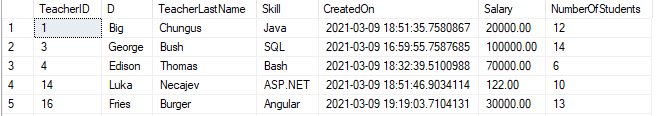 TeacherID D TeacherLastName Skill CreatedOn Salary NumberOfStudents
1 1 Big Chungus Java 2021-03-09 18:51:35.7580867 20000.00 12
2 3 George Bush SQL 2021-03-09 16:59:55.7587685 100000.00 14
3 4 Edison Thomas Bash 2021-03-09 18:32:39.5100988 70000.00 6
4 14 Luka Necajev ASP.NET 2021-03-09 18:51:46.9034114 122.00 10
5 16 Fries Burger Angular 2021-03-09 19:19:03.7104131 30000.00 13